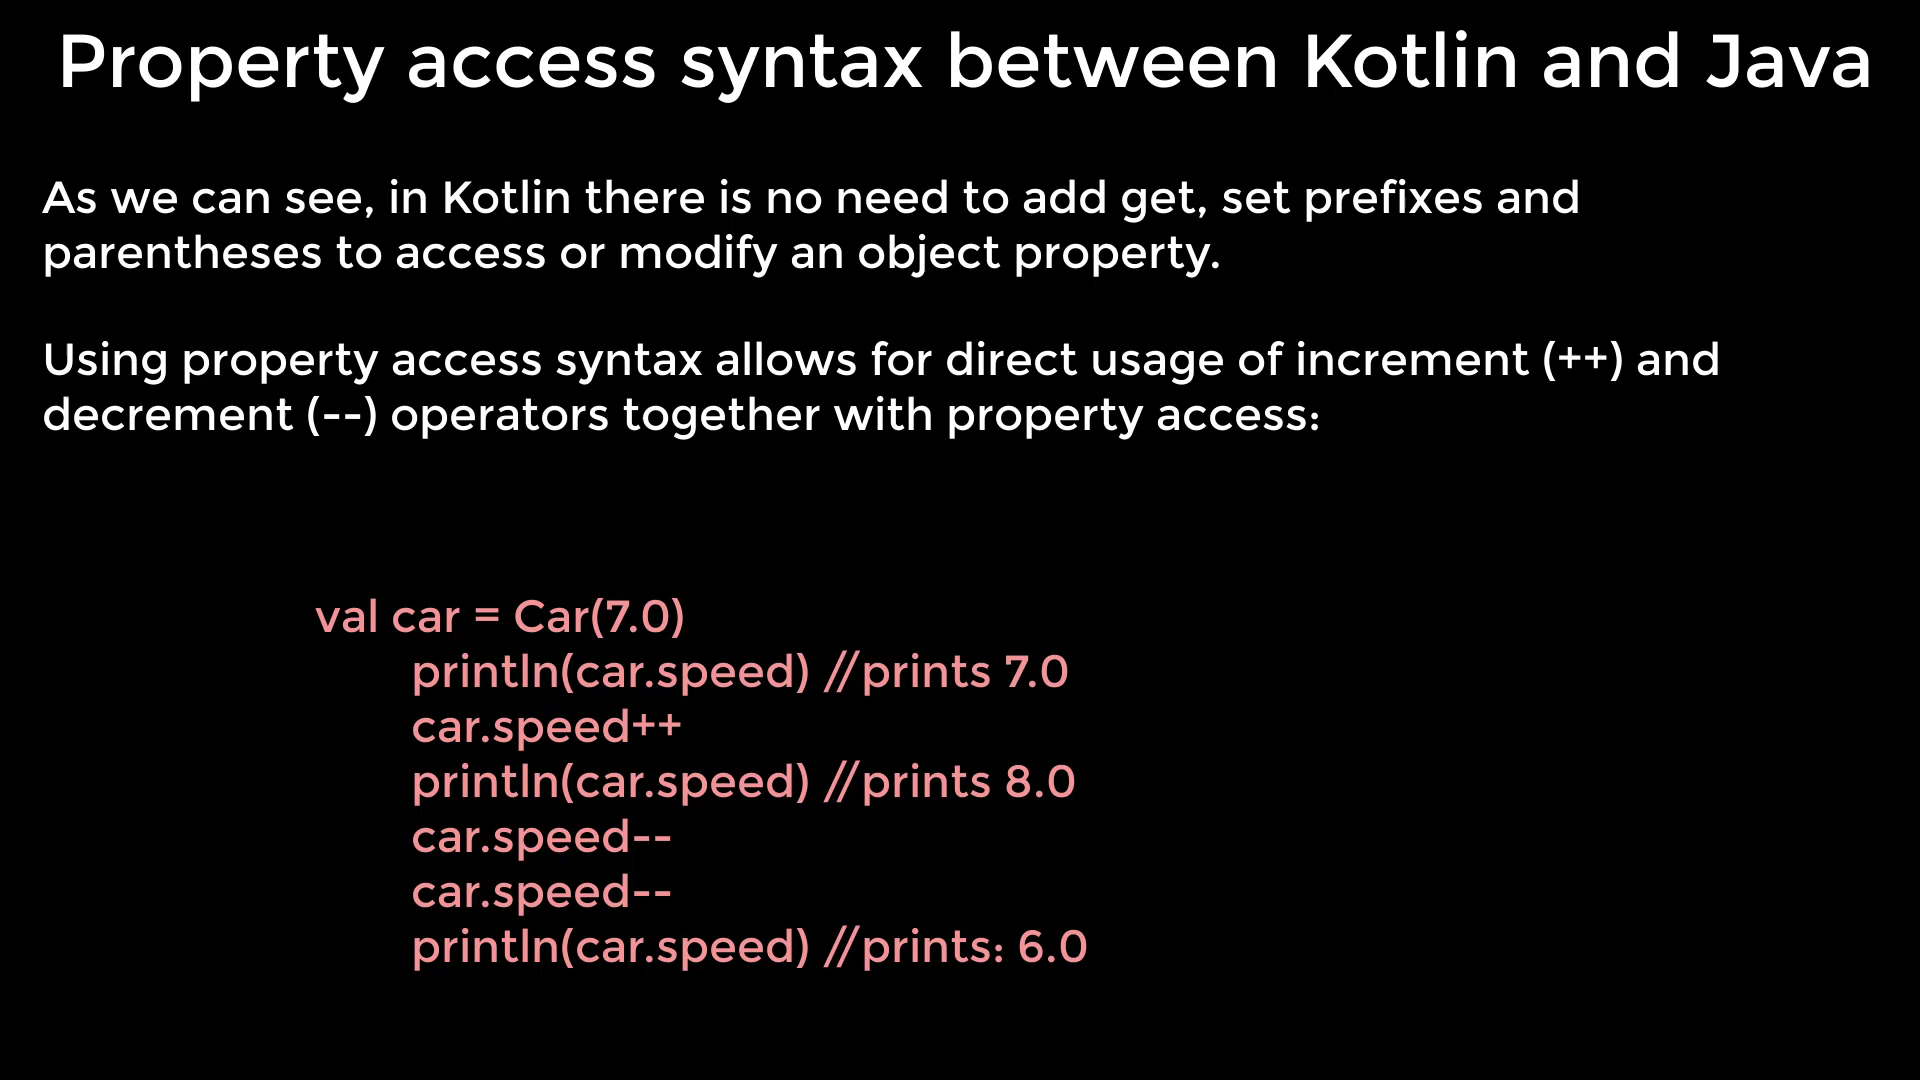 Property access syntax between Kotlin and Java
As we can see, in Kotlin there is no need to add get, set prefixes and
parentheses to access or modify an object property.
Using property access syntax allows for direct usage of increment (++) and
decrement (--) operators together with property access:
val car = Car(7.0)
println(car.speed) //prints 7.0
car.speed++
println(car.speed) //prints 8.0
car.speed--
car.speed--
println(car.speed) //prints: 6.0